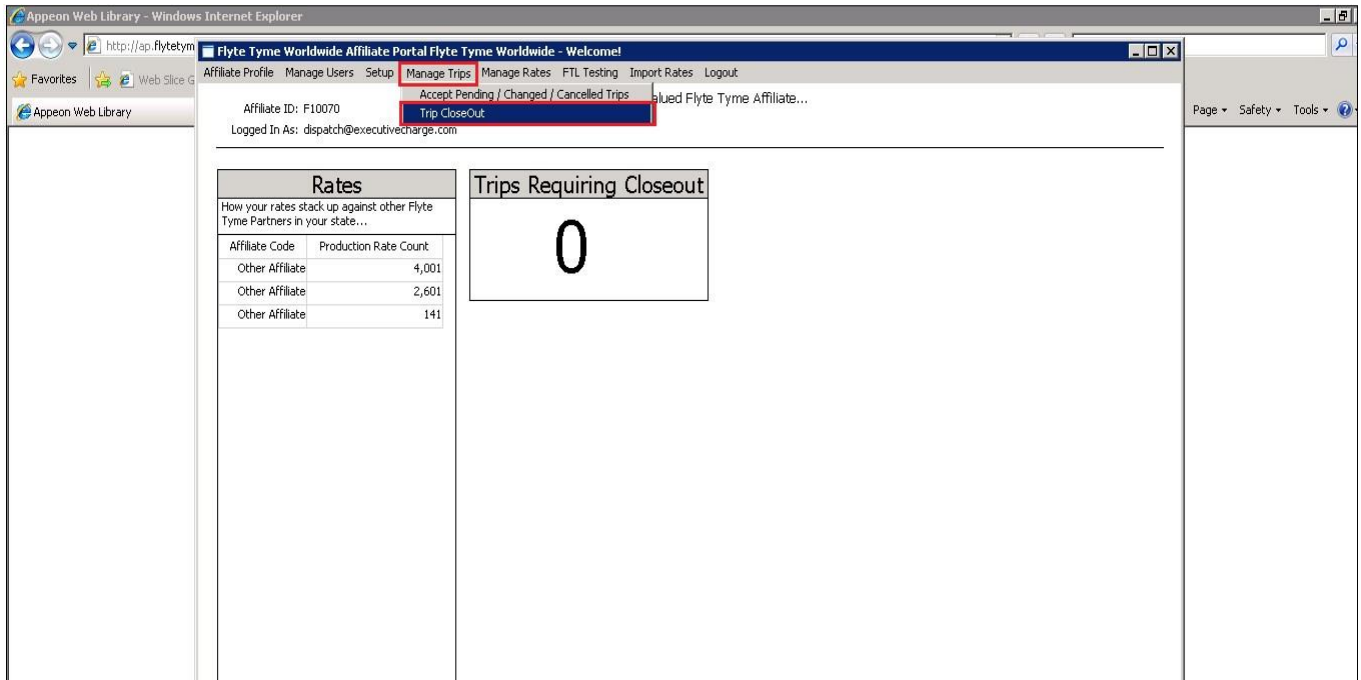 Appeon Web Library - Windows Internet Explorer
http://ap.flytetym
Favorites Web Slice G
Appeon Web Library
Page Safety Tools
Flyte Tyme Worldwide Affiliate Portal Flyte Tyme Worldwide - Welcome!
Affiliate Profile Manage Users Setup Manage Trips Manage Rates FTL Testing Import Rates Logout
Accept Pending / Changed / Cancelled Trips
Trip CloseOut
alued Flyte Tyme Affiliate...
Affiliate ID: F10070
Logged In As: dispatch@executivecharge.com
Rates
How your rates stack up against other Flyte
Tyme Partners in your state...
Affiliate Code Production Rate Count
Other Affiliate 4,001
Other Affiliate 2,601
Other Affiliate 141
Trips Requiring Closeout
0